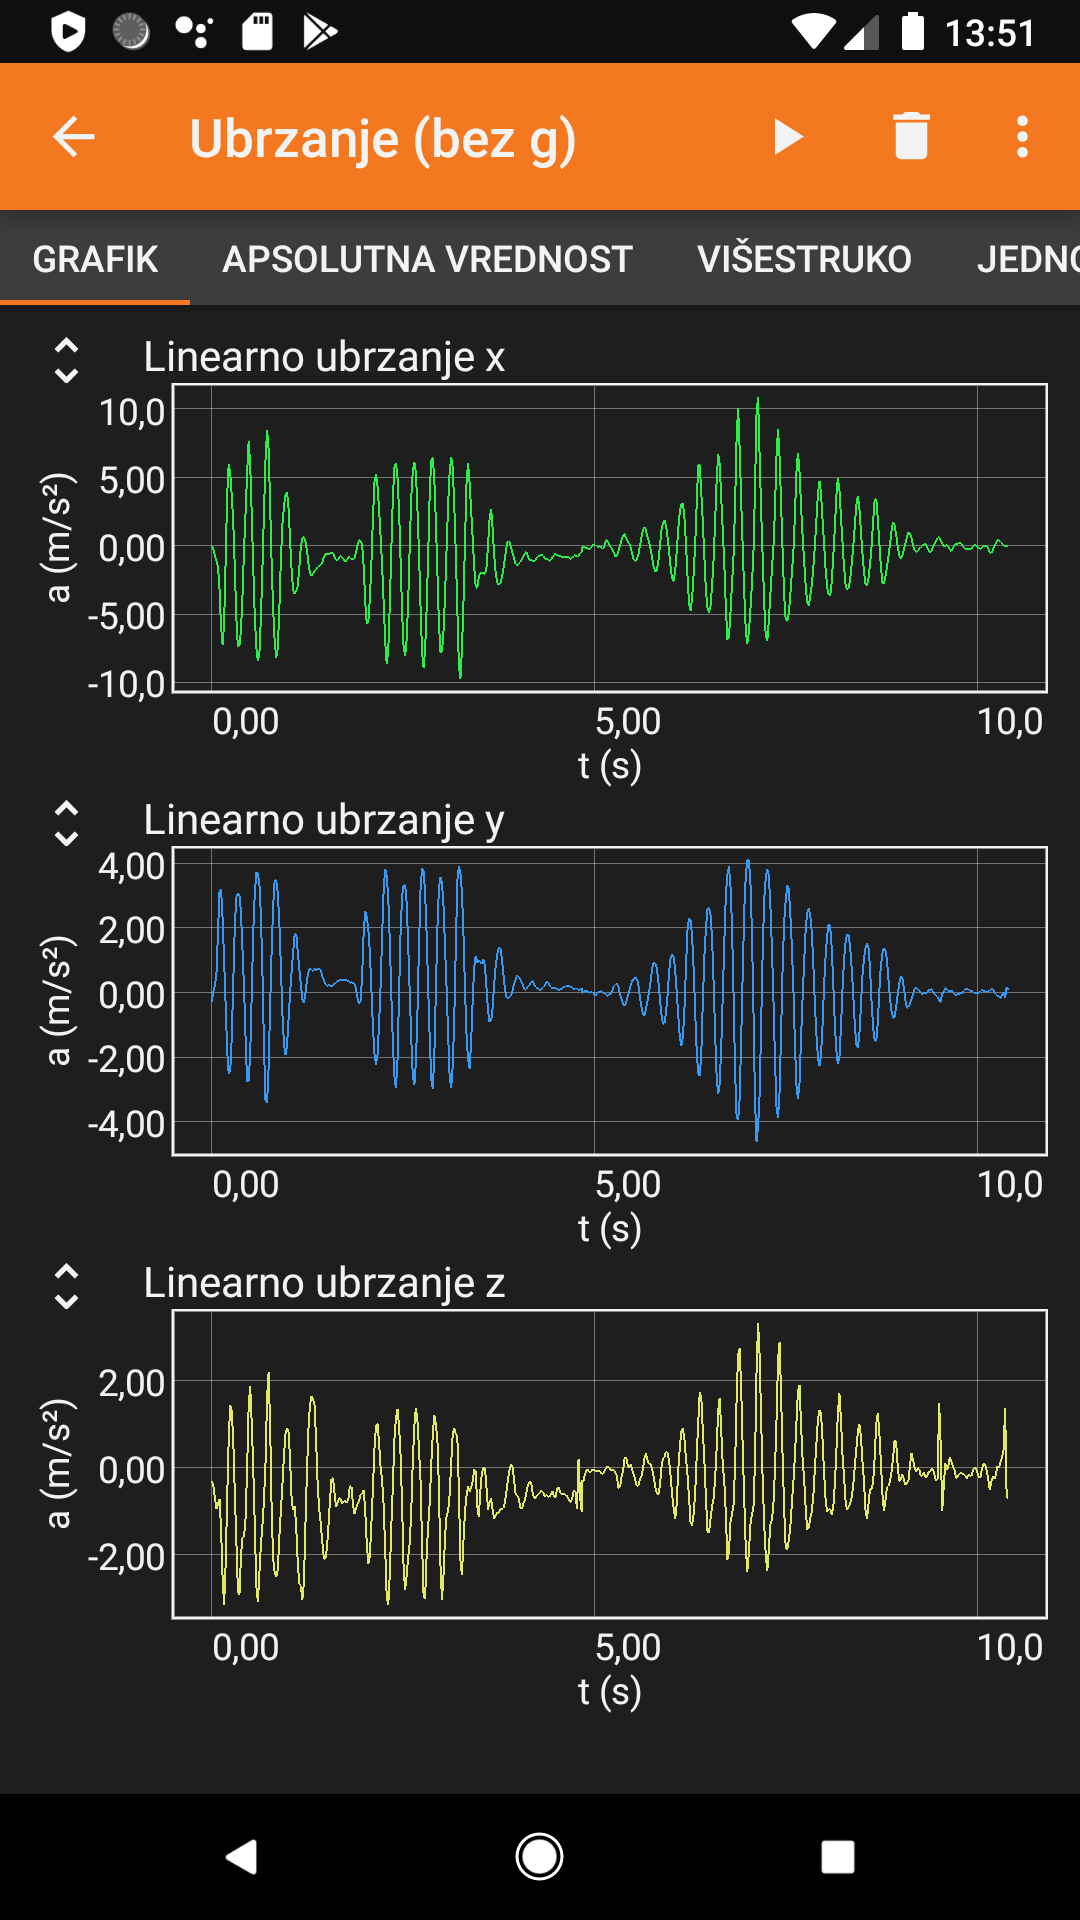 13:51
Ubrzanje (bez g)
GRAFIK APSOLUTNA VREDNOST VIŠESTRUKO JEDNO
Linearno ubrzanje x
10,0
5,00
0,00
-5,00
-10,0
a (m/s²)
0,00 5,00 10,0
t (s)
Linearno ubrzanje y
4,00
2,00
0,00
-2,00
-4,00
a (m/s²)
0,00 5,00 10,0
t (s)
Linearno ubrzanje z
2,00
0,00
-2,00
a (m/s²)
0,00 5,00 10,0
t (s)